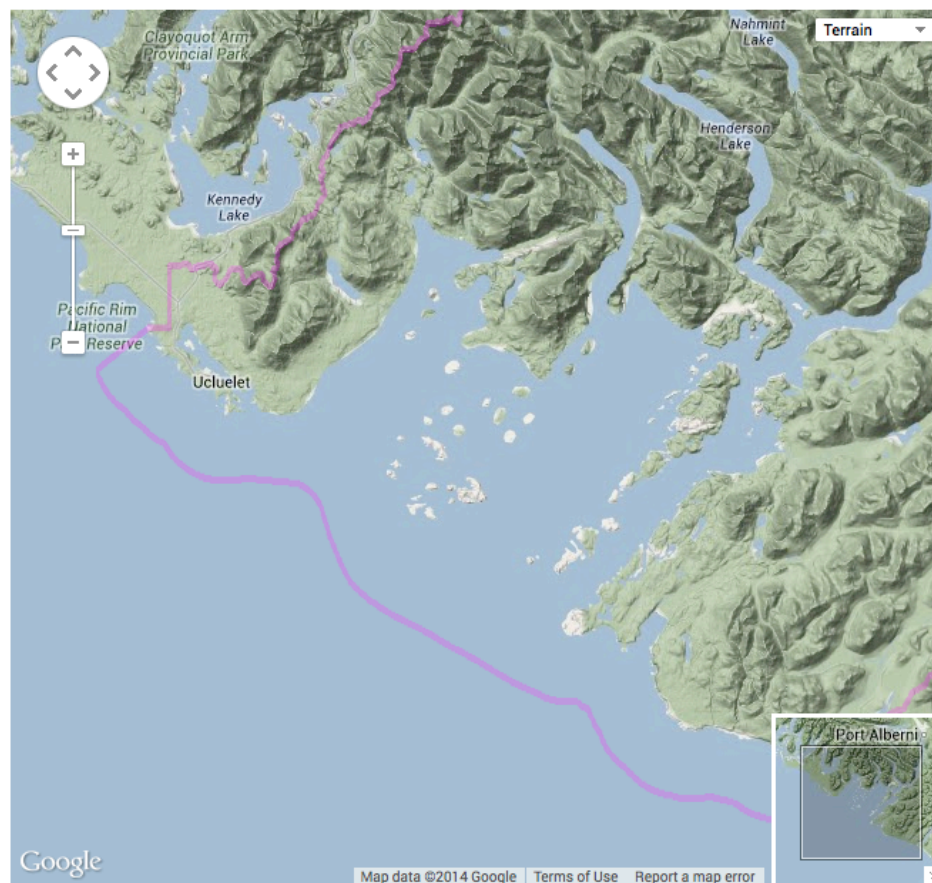 Clayoquot Arm
Provincial Park
Nahmint
Lake
Terrain
Henderson
Lake
Kennedy
Lake
Pacific Rim
National
Reserve
Ucluelet
Port Alberni
Google
Map data ©2014 Google
Terms of Use
Report a map error